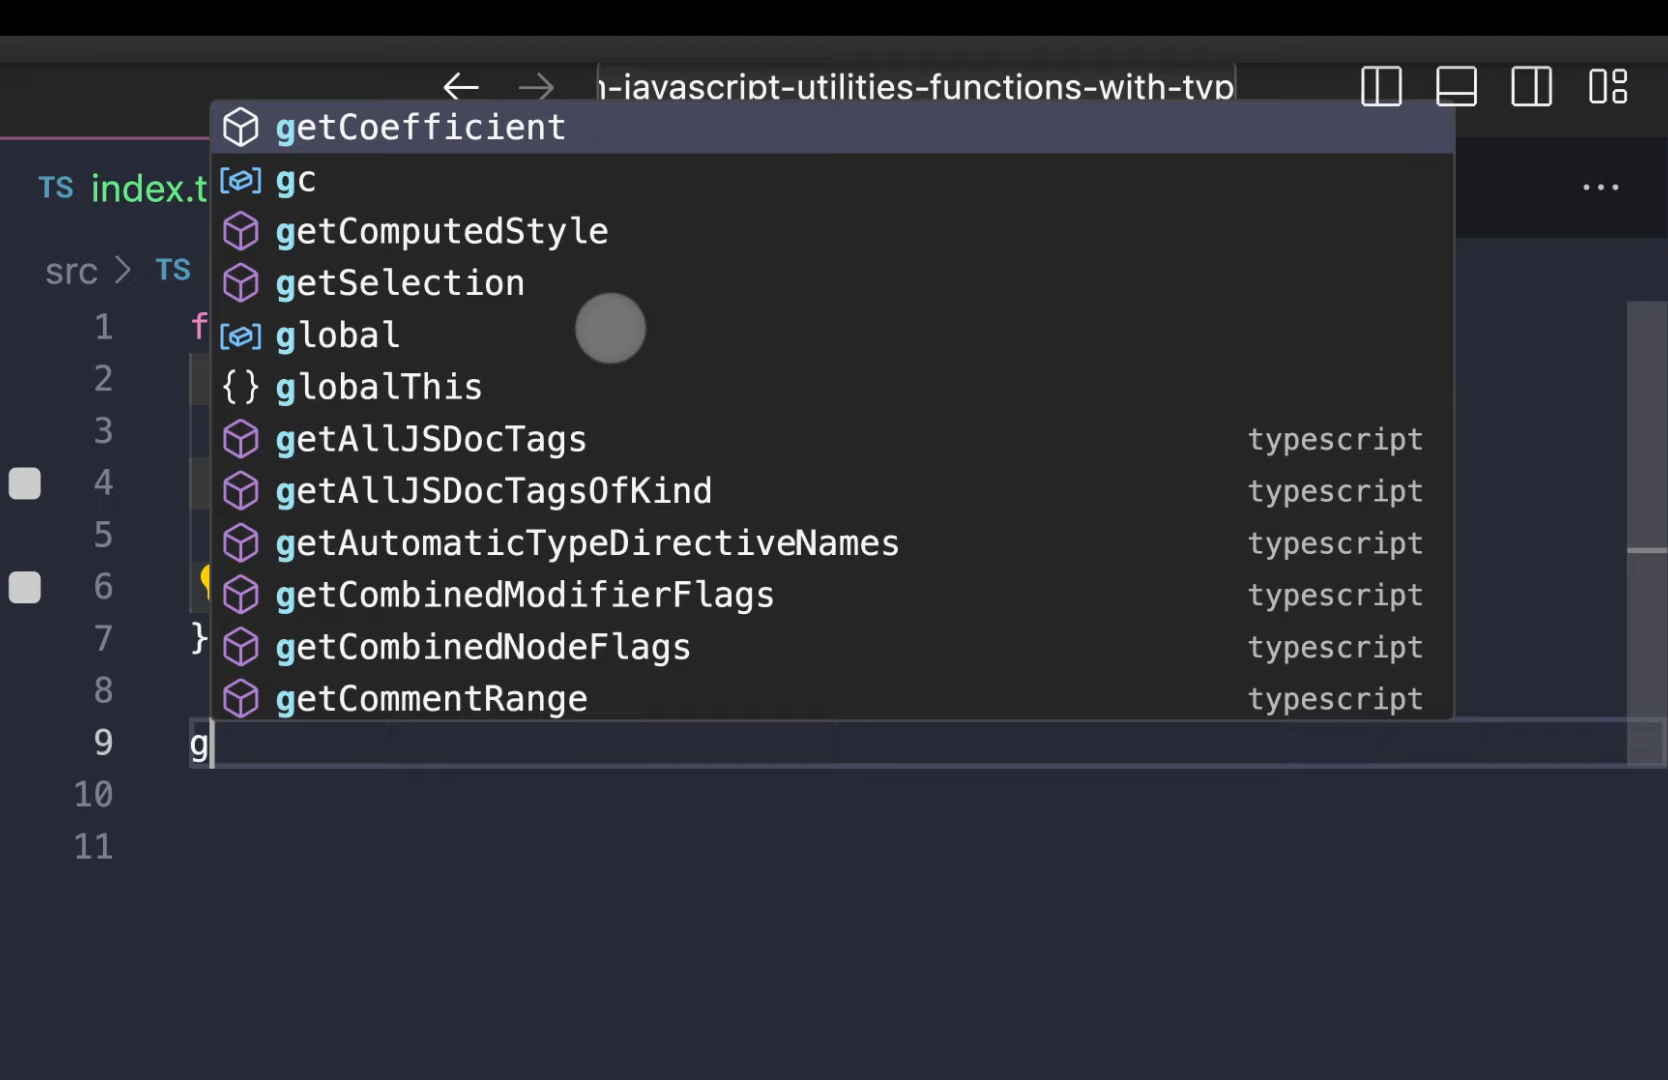 -javascript-utilities-functions-with-typ
getCoefficient
TS index.t
gc
getComputedStyle
src > TS
getSelection
1 f
global
2
globalThis
3
getAllJSDocTags typescript
4
getAllJSDocTagsOfKind typescript
5
getAutomaticTypeDirectiveNames typescript
6
getCombinedModifierFlags typescript
7 }
getCombinedNodeFlags typescript
8
getCommentRange typescript
9 g
10
11